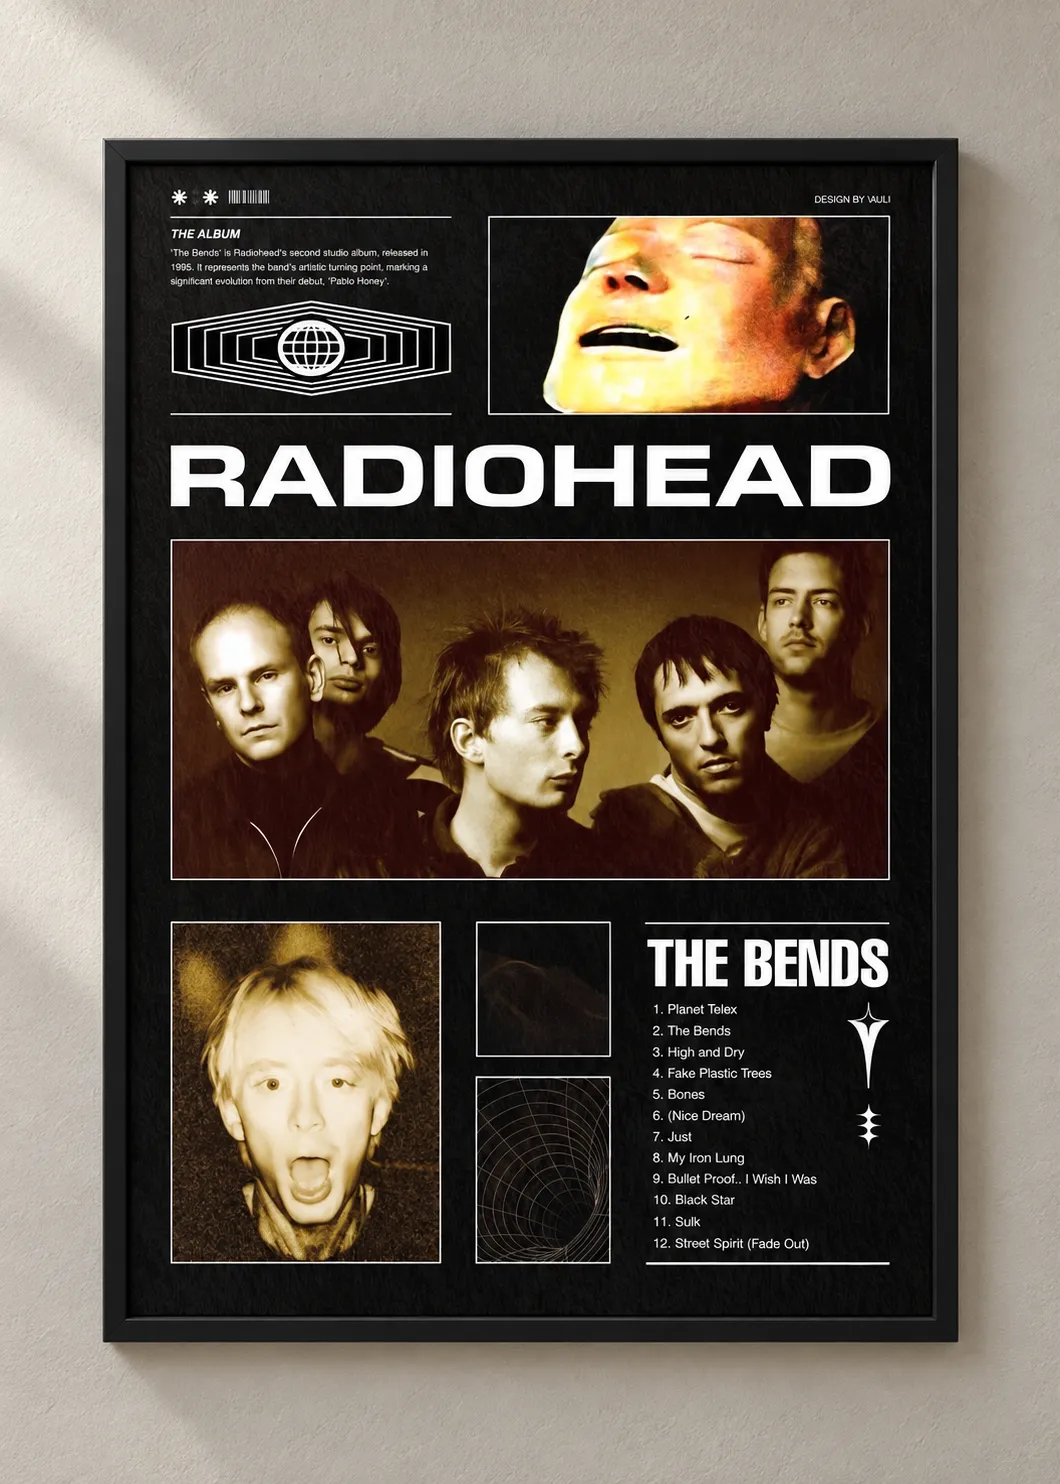 DESIGN BY VAULI
THE ALBUM
'The Bends' is Radiohead's second studio album, released in
1995. It represents the band's artistic turning point, marking a
significant evolution from their debut, 'Pablo Honey'.
RADIOHEAD
THE BENDS
1. Planet Telex
2. The Bends
3. High and Dry
4. Fake Plastic Trees
5. Bones
6. (Nice Dream)
7. Just
8. My Iron Lung
9. Bullet Proof.. I Wish I Was
10. Black Star
11. Sulk
12. Street Spirit (Fade Out)